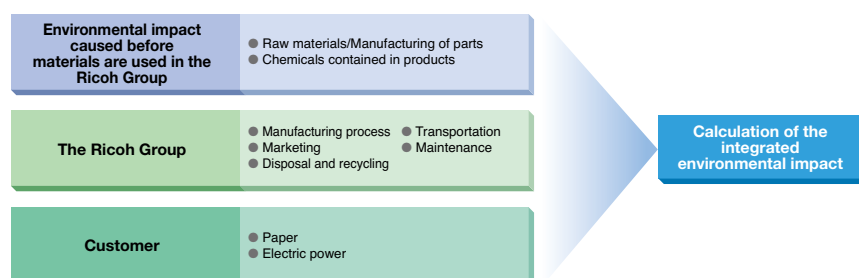 Environmental impact
caused before
materials are used in the
Ricoh Group
● Raw materials/Manufacturing of parts
● Chemicals contained in products
The Ricoh Group
● Manufacturing process ● Transportation
● Marketing ● Maintenance
● Disposal and recycling
Customer
● Paper
● Electric power
Calculation of the
integrated
environmental impact